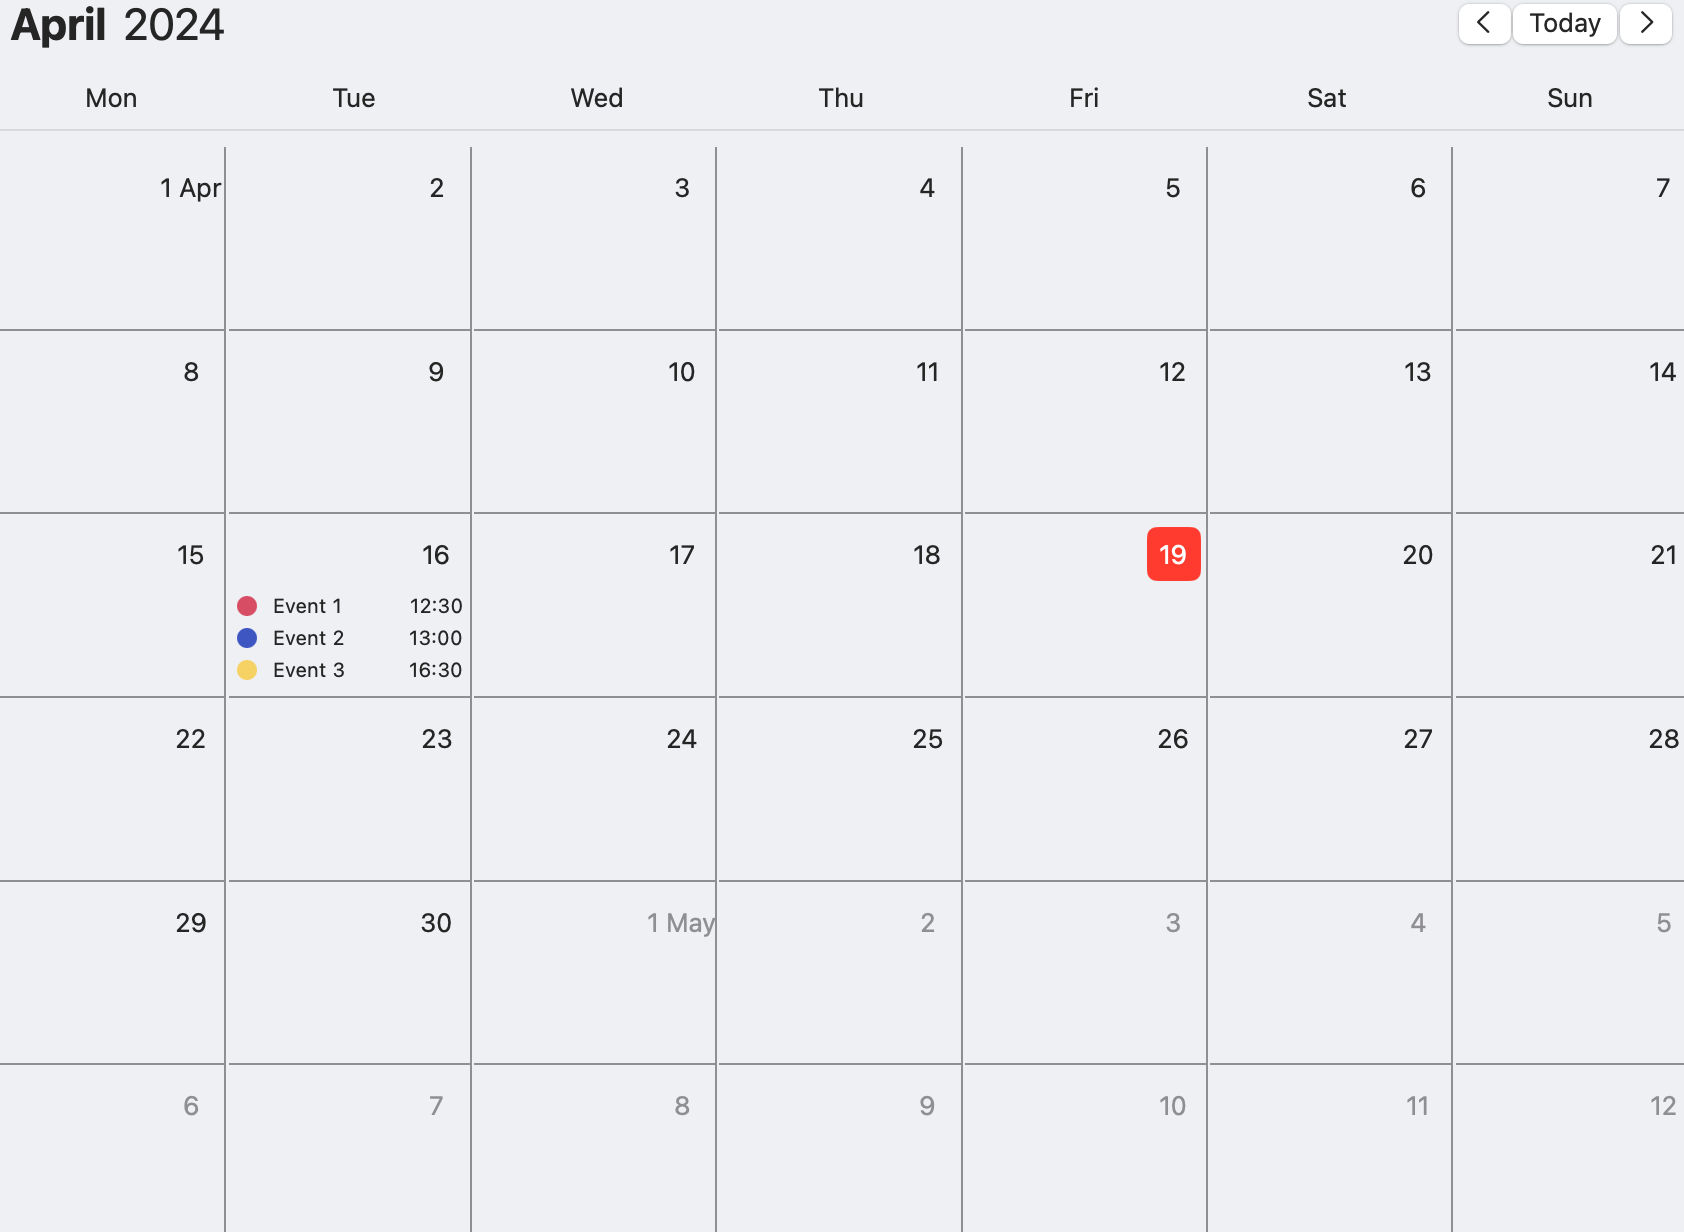 April 2024
Today
Mon Tue Wed Thu Fri Sat Sun
1 Apr 2 3 4 5 6 7
8 9 10 11 12 13 14
15 16 17 18 19 20 21
Event 1 12:30
Event 2 13:00
Event 3 16:30
22 23 24 25 26 27 28
29 30 1 May 2 3 4 5
6 7 8 9 10 11 12